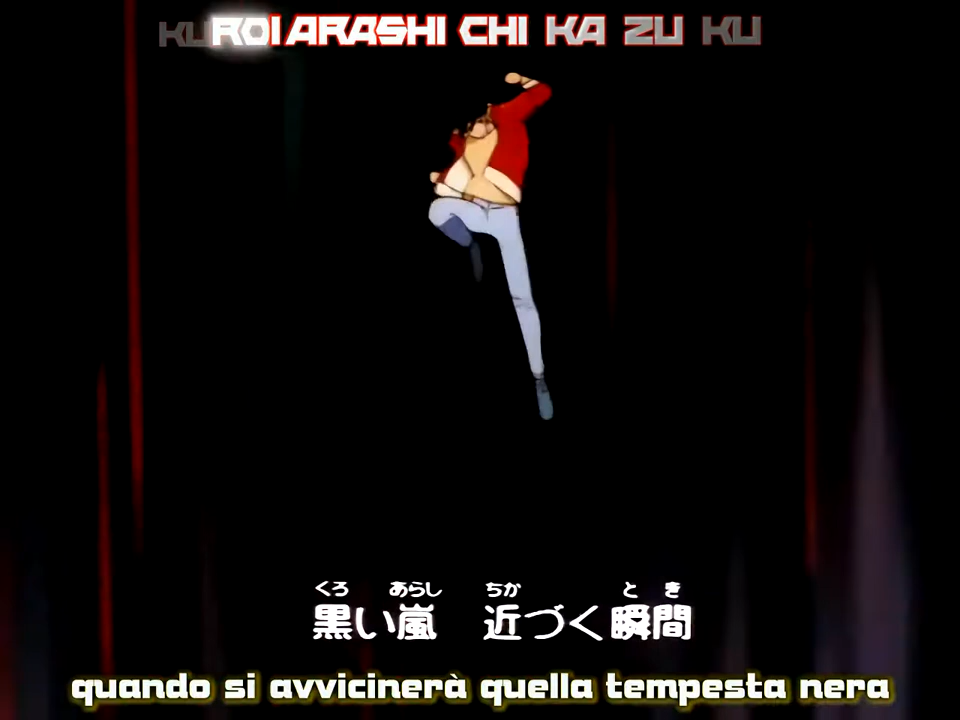 KUROI ARASHI CHI KA ZU KU
くろ あらし ちか とき
黒い嵐 近づく瞬間
quando si avvicinerà quella tempesta nera